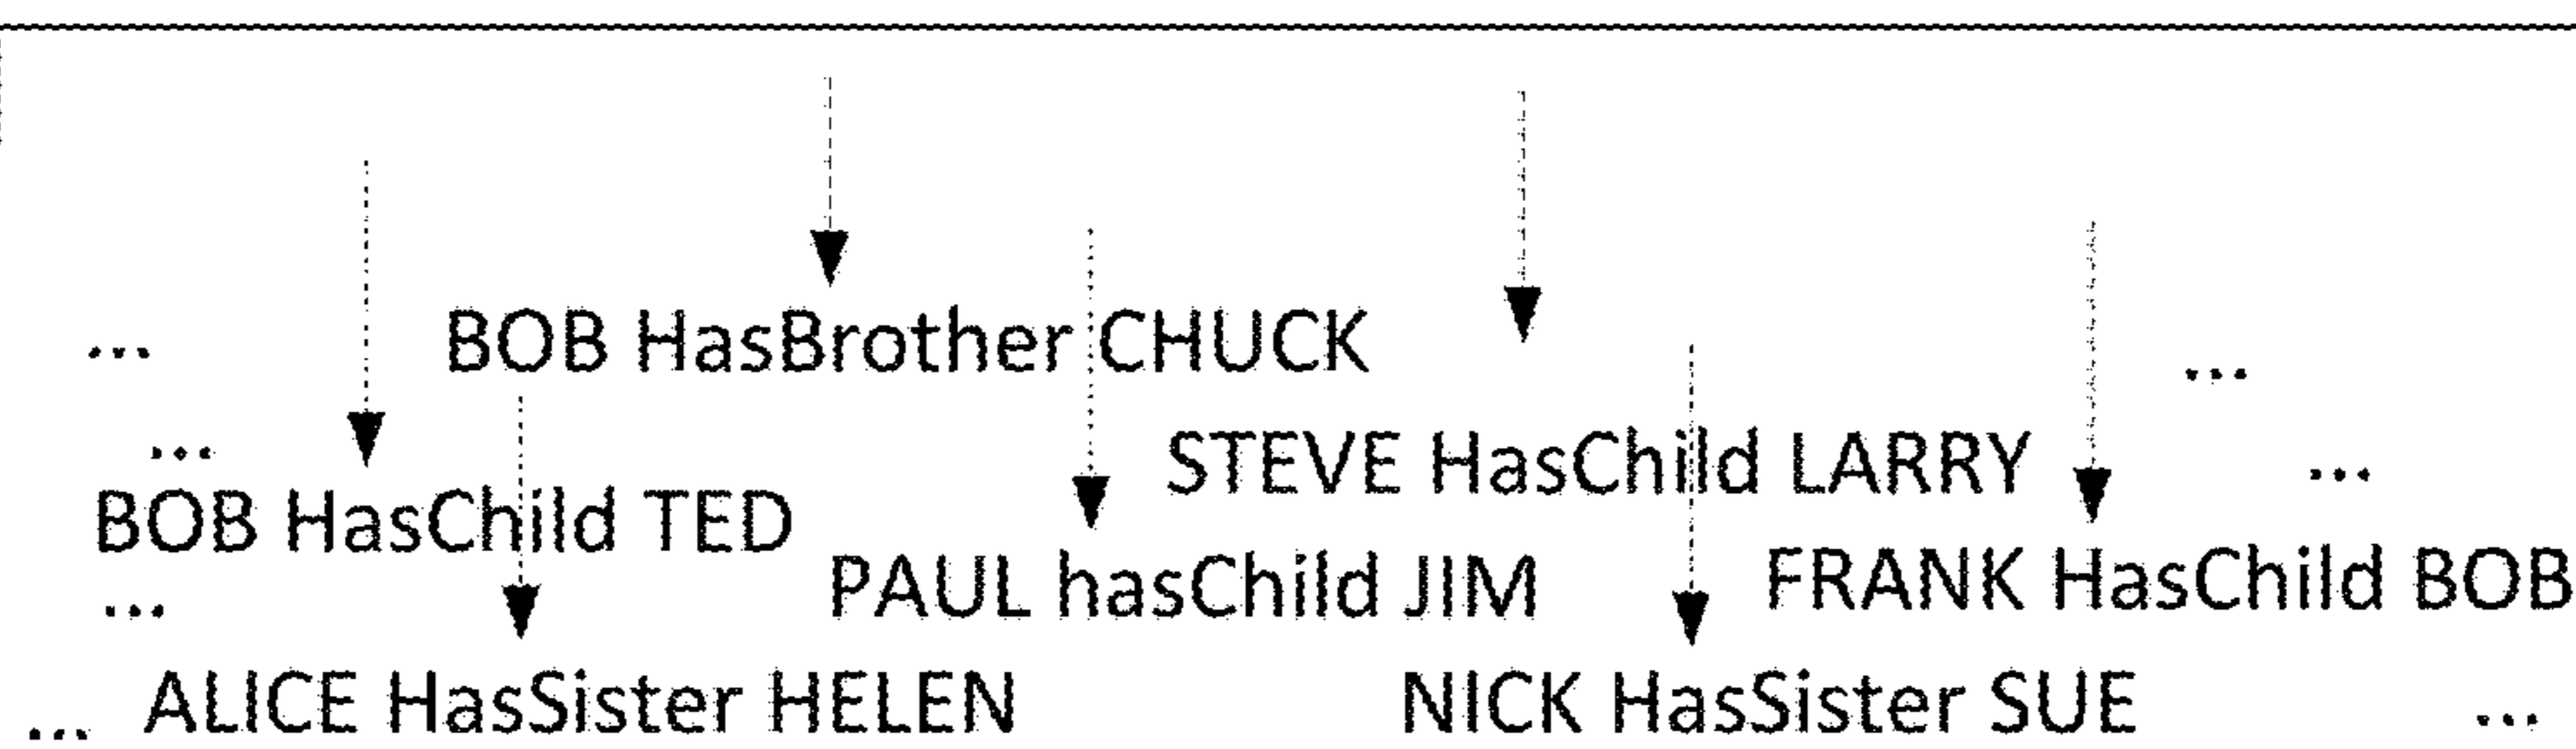 ... BOB HasBrother CHUCK ...
... STEVE HasChild LARRY ...
BOB HasChild TED
... PAUL hasChild JIM FRANK HasChild BOB
... ALICE HasSister HELEN NICK HasSister SUE ...